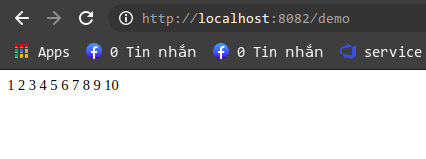 http://localhost:8082/demo
Apps 0 Tin nhắn 0 Tin nhắn service
1 2 3 4 5 6 7 8 9 10